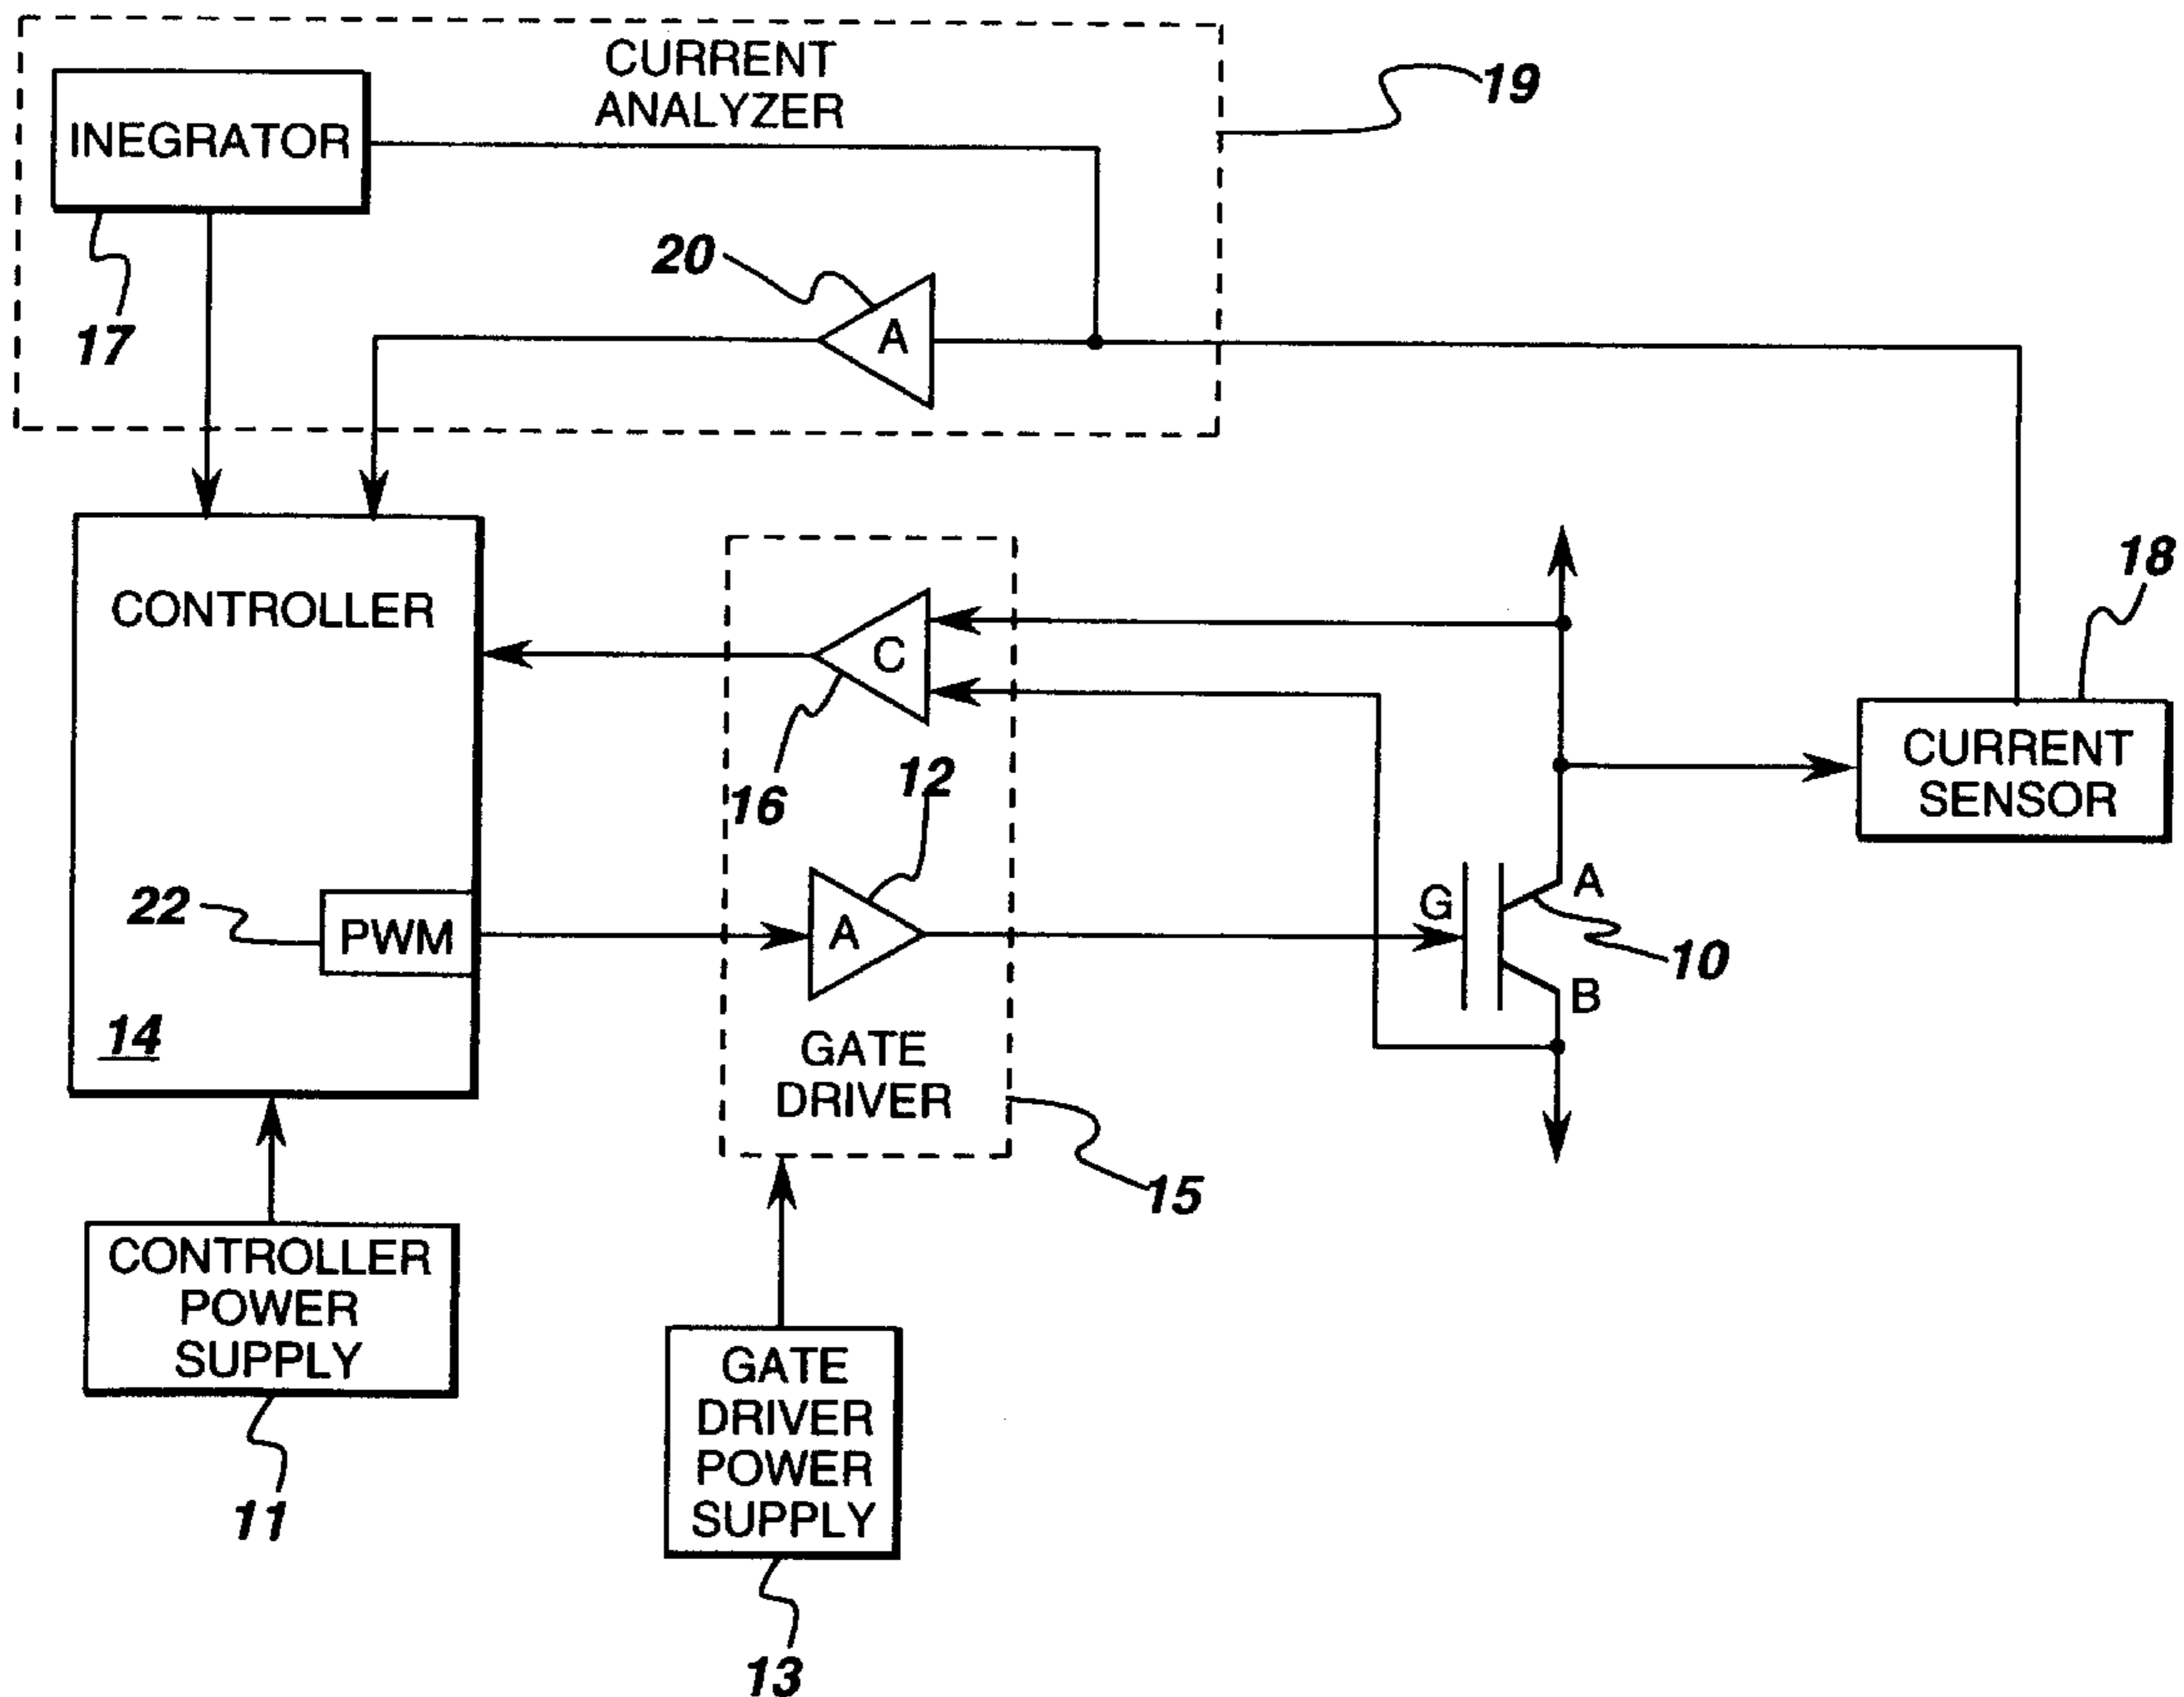 CURRENT
ANALYZER
19
INEGRATOR
20
A
17
18
CONTROLLER
C
CURRENT
SENSOR
16
12
A
G
22
PWM
A
10
B
14
GATE
DRIVER
15
CONTROLLER
POWER
SUPPLY
GATE
DRIVER
POWER
SUPPLY
11
13